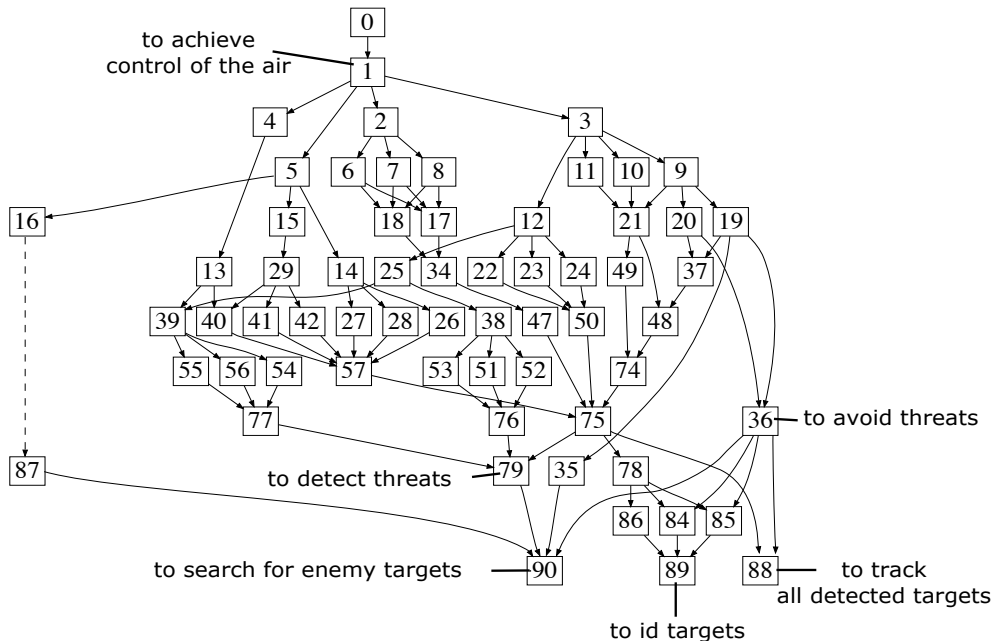 0
to achieve
control of the air
1
4 2 3
5 6 7 8 11 10 9
16 15 18 17 12 21 20 19
13 29 14 25 34 22 23 24 49 37
39 40 41 42 27 28 26 38 47 50 48
55 56 54 57 53 51 52 74
77 76 75 36 to avoid threats
87 to detect threats 79 35 78
86 84 85
to search for enemy targets 90 89 88 to track
all detected targets
to id targets